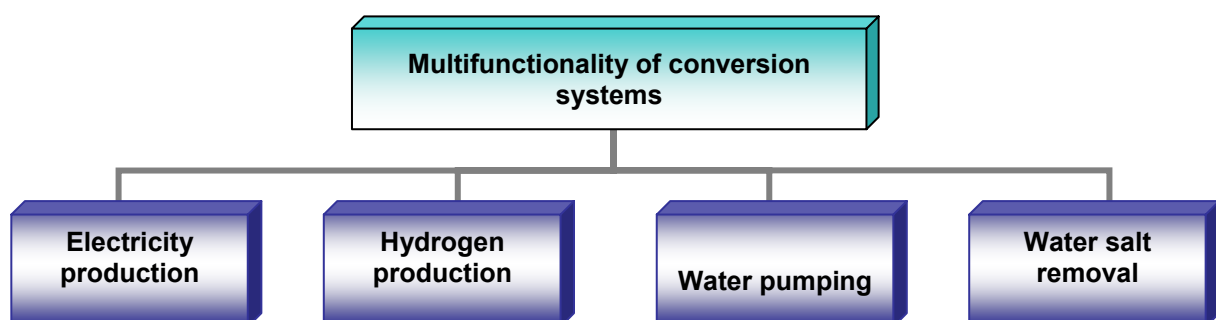 Multifunctionality of conversion
systems
Electricity
production
Hydrogen
production
Water pumping
Water salt
removal